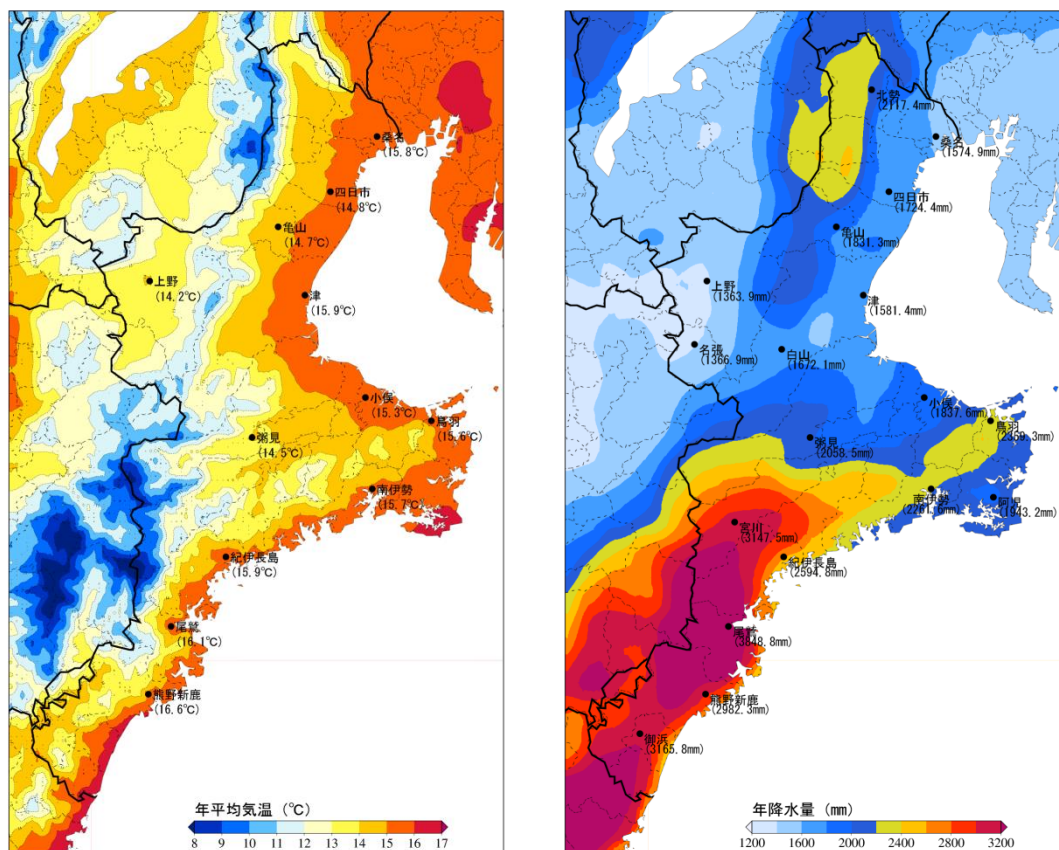 桑名
(15.8℃)
四日市
(14.8℃)
亀山
(14.7℃)
上野
(14.2℃)
津
(15.9℃)
小俣
(15.3℃)
鳥羽
(15.6℃)
粥見
(14.5℃)
南伊勢
(15.7℃)
紀伊長島
(15.9℃)
尾鷲
(16.1℃)
熊野新鹿
(16.6℃)
年平均気温 (℃)
8 9 10 11 12 13 14 15 16 17
北勢
(2117.4mm)
桑名
(1574.9mm)
四日市
(1724.4mm)
亀山
(1831.3mm)
上野
(1363.9mm)
津
(1581.4mm)
名張
(1366.9mm)
白山
(1672.1mm)
小俣
(1837.6mm)
鳥羽
(2359.3mm)
粥見
(2058.5mm)
南伊勢
(2261.6mm)
阿児
(1943.2mm)
宮川
(3147.5mm)
紀伊長島
(2594.8mm)
尾鷲
(3848.8mm)
熊野新鹿
(2982.3mm)
御浜
(3165.8mm)
年降水量 (mm)
1200 1600 2000 2400 2800 3200